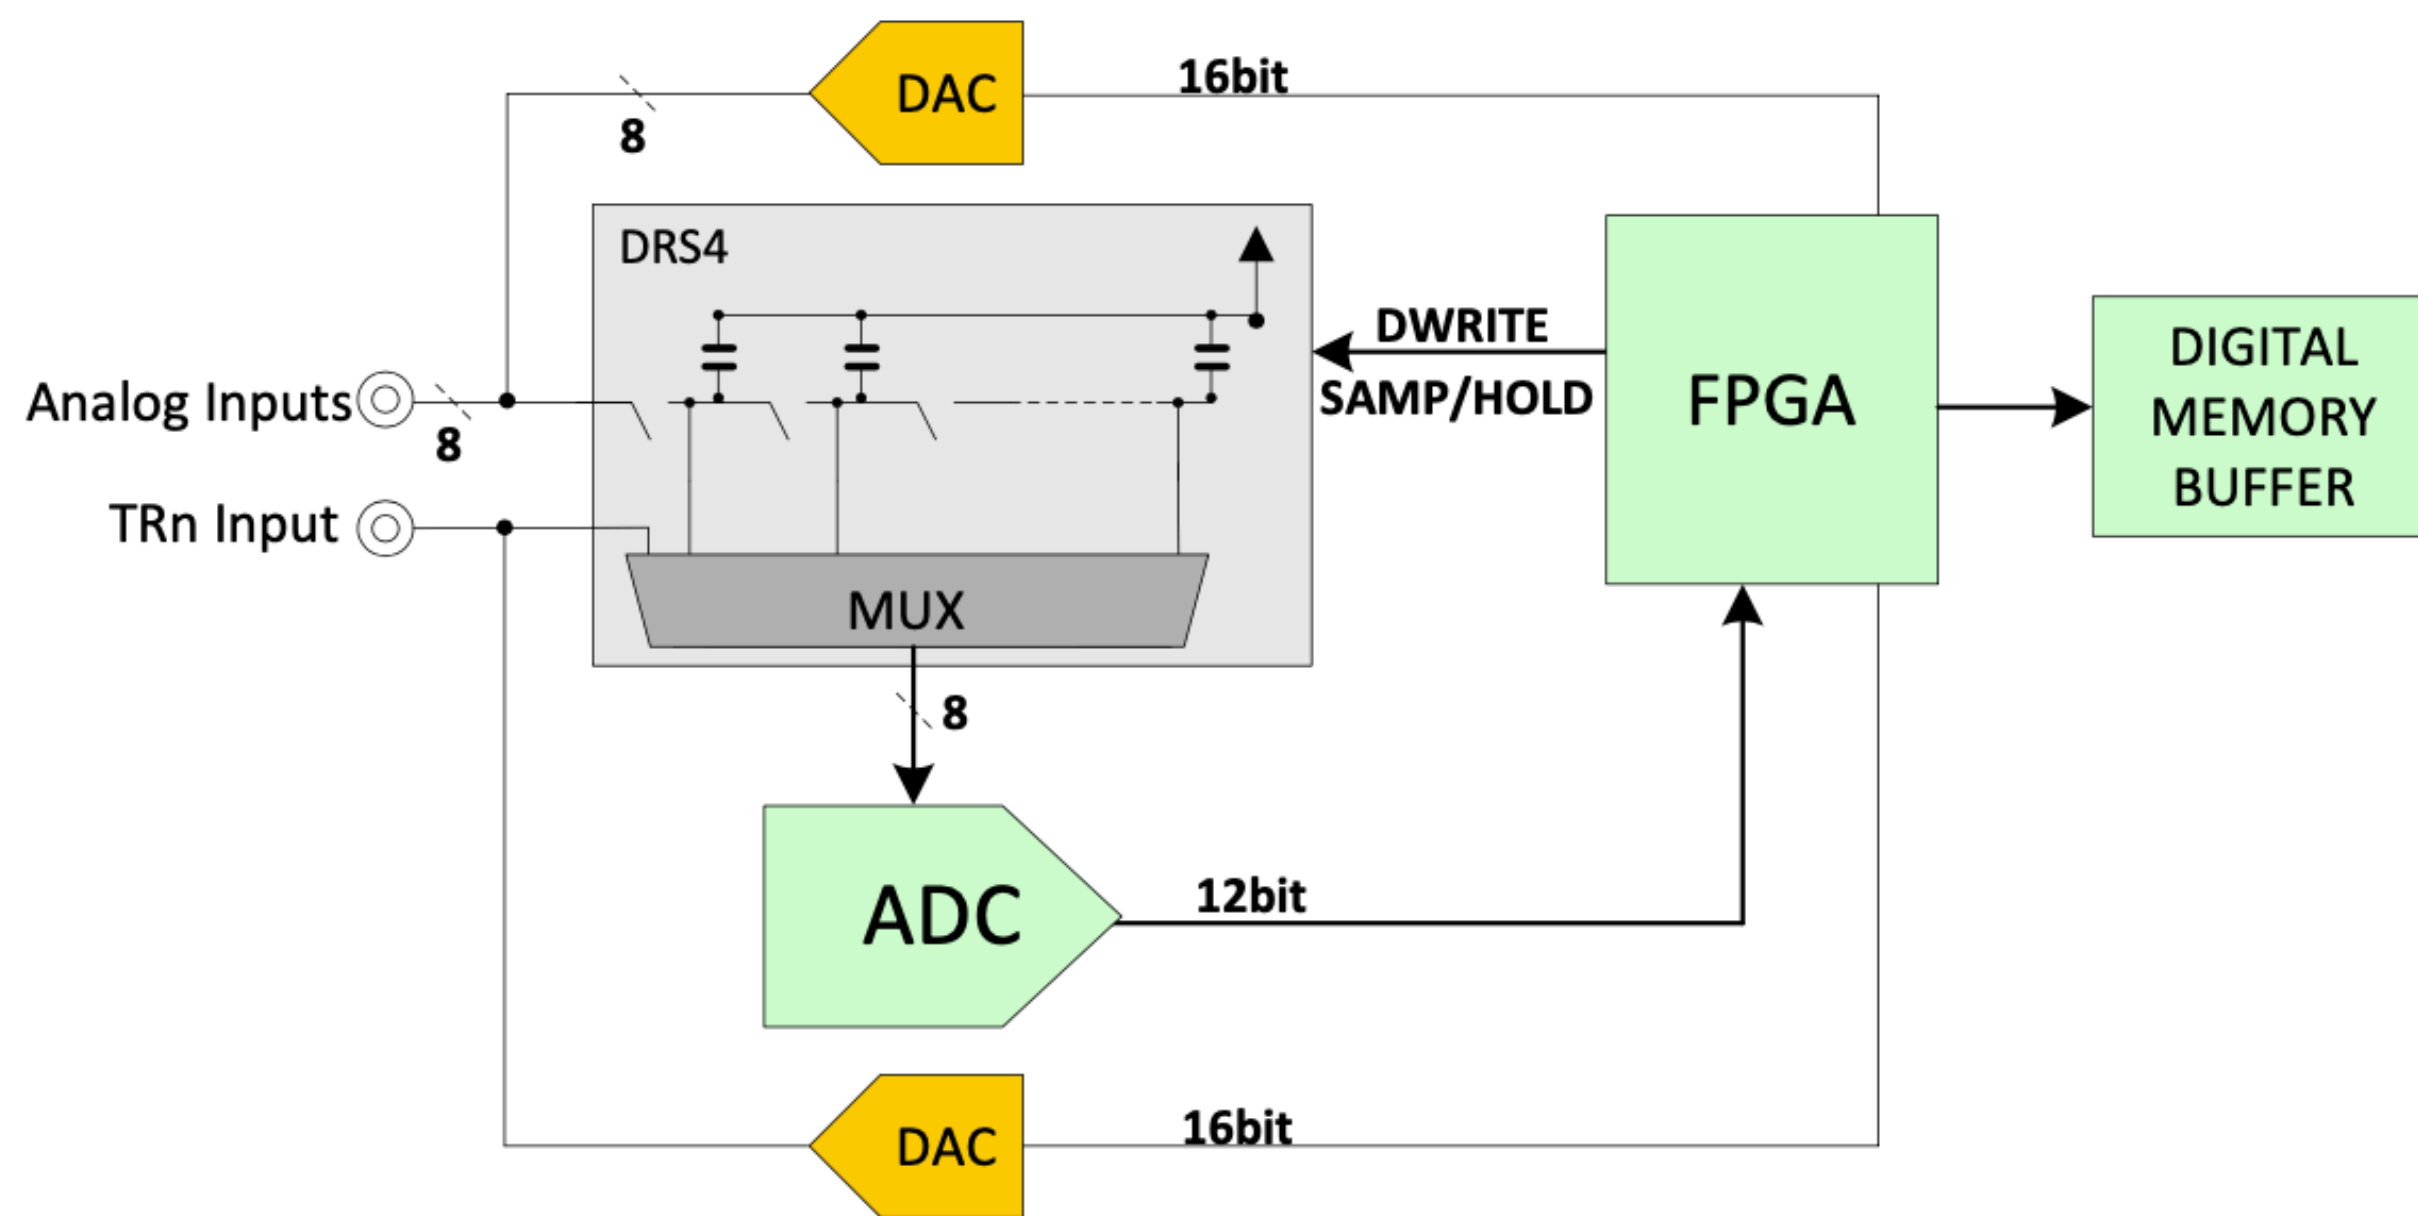 DAC
16bit
8
DRS4
DWRITE
SAMP/HOLD
FPGA
DIGITAL
MEMORY
BUFFER
Analog Inputs
8
TRn Input
MUX
8
ADC
12bit
DAC
16bit